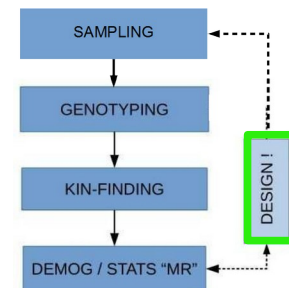 SAMPLING
GENOTYPING
KIN-FINDING
DESIGN !
DEMOG / STATS “MR”